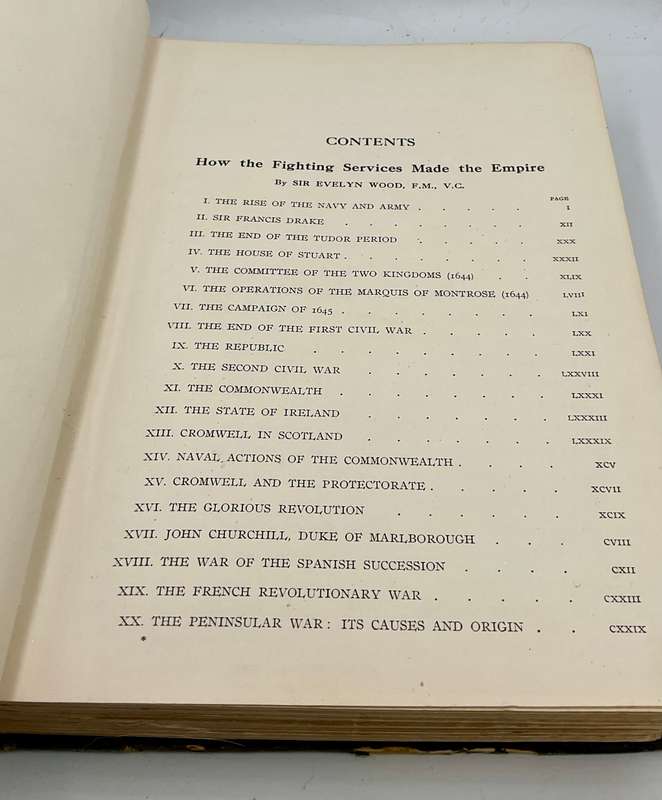 CONTENTS
How the Fighting Services Made the Empire
By SIR EVELYN WOOD, F.M., V.C.
PAGE
I. THE RISE OF THE NAVY AND ARMY . . . . . I
II. SIR FRANCIS DRAKE . . . . . . . XII
III. THE END OF THE TUDOR PERIOD . . . . . XXX
IV. THE HOUSE OF STUART . . . . . . . XXXII
V. THE COMMITTEE OF THE TWO KINGDOMS (1644) . . XLIX
VI. THE OPERATIONS OF THE MARQUIS OF MONTROSE (1644) LVIII
VII. THE CAMPAIGN OF 1645 . . . . . . . LXI
VIII. THE END OF THE FIRST CIVIL WAR . . . . . LXX
IX. THE REPUBLIC . . . . . . . . LXXI
X. THE SECOND CIVIL WAR . . . . . . LXXVIII
XI. THE COMMONWEALTH . . . . . . . LXXXI
XII. THE STATE OF IRELAND . . . . . . LXXXIII
XIII. CROMWELL IN SCOTLAND . . . . . . LXXXIX
XIV. NAVAL ACTIONS OF THE COMMONWEALTH . . . . XCV
XV. CROMWELL AND THE PROTECTORATE . . . . . XCVII
XVI. THE GLORIOUS REVOLUTION . . . . . . XCIX
XVII. JOHN CHURCHILL, DUKE OF MARLBOROUGH . . . CVIII
XVIII. THE WAR OF THE SPANISH SUCCESSION . . . . CXII
XIX. THE FRENCH REVOLUTIONARY WAR . . . . . CXXIII
XX. THE PENINSULAR WAR: ITS CAUSES AND ORIGIN . . CXXIX